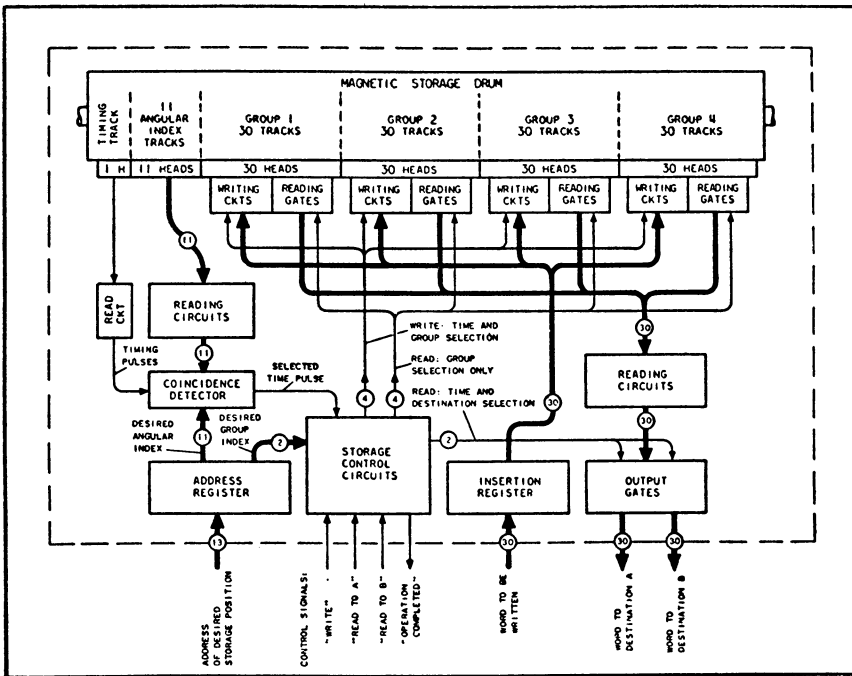 MAGNETIC STORAGE DRUM
TIMING
TRACK
11
ANGULAR
INDEX
TRACKS
GROUP 1
30 TRACKS
GROUP 2
30 TRACKS
GROUP 3
30 TRACKS
GROUP 4
30 TRACKS
1 H
11 HEADS
30 HEADS
30 HEADS
30 HEADS
30 HEADS
WRITING
CKTS
READING
GATES
WRITING
CKTS
READING
GATES
WRITING
CKTS
READING
GATES
WRITING
CKTS
READING
GATES
11
READ
CKT
READING
CIRCUITS
WRITE: TIME AND
GROUP SELECTION
30
TIMING
PULSES
11
SELECTED
TIME PULSE
READ: GROUP
SELECTION ONLY
READING
CIRCUITS
COINCIDENCE
DETECTOR
4
4
READ: TIME AND
DESTINATION SELECTION
30
DESIRED
ANGULAR
INDEX
11
DESIRED
GROUP
INDEX
2
STORAGE
CONTROL
CIRCUITS
2
30
ADDRESS
REGISTER
INSERTION
REGISTER
OUTPUT
GATES
13
30
30
30
ADDRESS
OF DESIRED
STORAGE POSITION
CONTROL SIGNALS:
"WRITE"
"READ TO A"
"READ TO B"
"OPERATION
COMPLETED"
WORD TO BE
WRITTEN
WORD TO
DESTINATION A
WORD TO
DESTINATION B